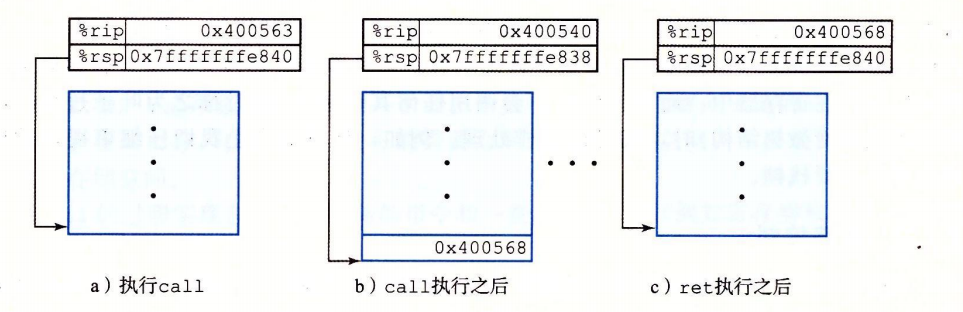 %rip 0x400563
%rsp 0x7fffffffe840
%rip 0x400540
%rsp 0x7fffffffe838
%rip 0x400568
%rsp 0x7fffffffe840
0x400568
a）执行call
b）call执行之后
c）ret执行之后